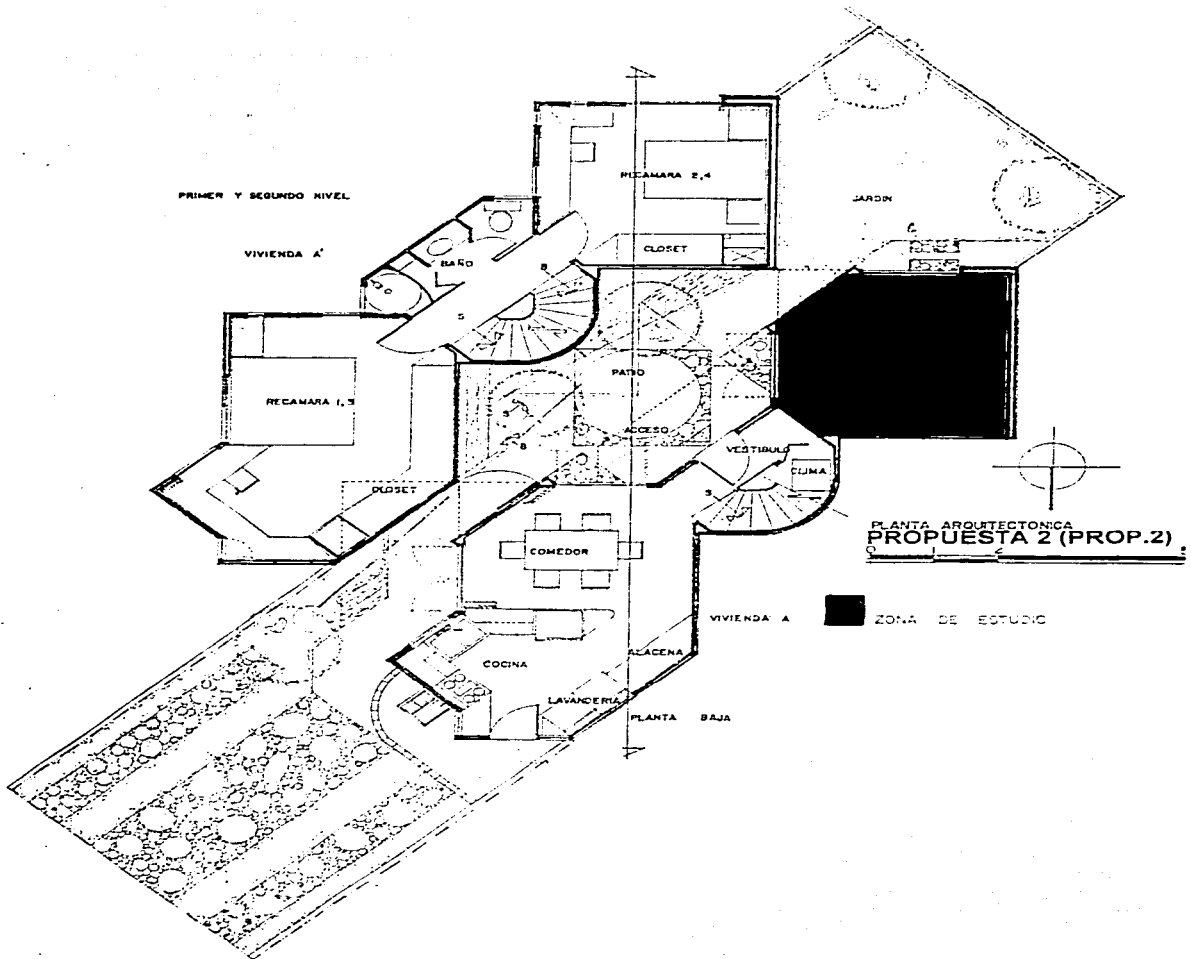 PRIMER Y SEGUNDO NIVEL
RECAMARA 2,4
JARDIN
VIVIENDA A'
CLOSET
BAÑO
B
S
PATIO
RECAMARA 1,3
S
ACCESO
B
VESTIBULO
CLIMA
CLOSET
S
PLANTA ARQUITECTONICA
PROPUESTA 2 (PROP.2)
COMEDOR
VIVIENDA A
ZONA DE ESTUDIO
COCINA
ALACENA
LAVANDERIA
PLANTA BAJA